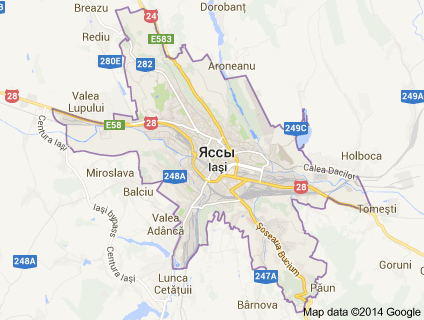 Breazu
Dorobanț
24
Rediu
E583
280E
282
Aroneanu
28
Valea
Lupului
249A
E58
28
249C
Centura Iași
Яссы
Iași
Holboca
Calea Dacilor
Miroslava
248A
28
Balciu
Iași bypass
Tomești
Valea
Adâncă
Șoseaua Bucium
248A
Goruni
Lunca
Cetățuii
247A
Păun
Bârnova
Map data ©2014 Google